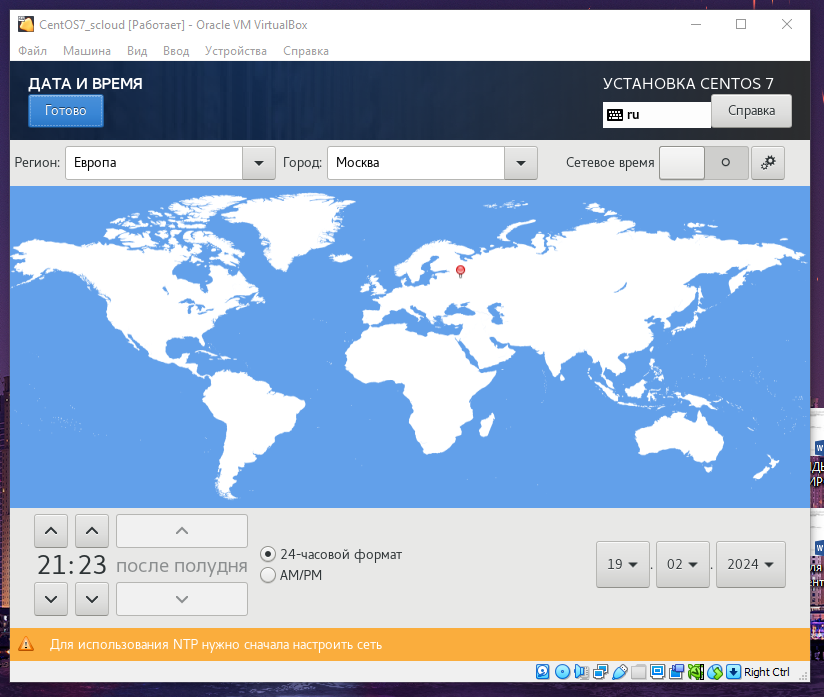 CentOS7_scloud [Работает] - Oracle VM VirtualBox
Файл Машина Вид Ввод Устройства Справка
ДАТА И ВРЕМЯ
УСТАНОВКА CENTOS 7
Готово
ru
Справка
Регион: Европа Город: Москва Сетевое время
21:23 после полудня
24-часовой формат
AM/PM
19 . 02 . 2024
Для использования NTP нужно сначала настроить сеть
Right Ctrl